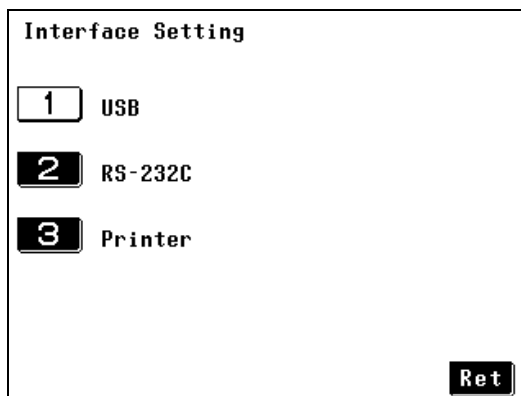 Interface Setting
1 USB
2 RS-232C
3 Printer
Ret